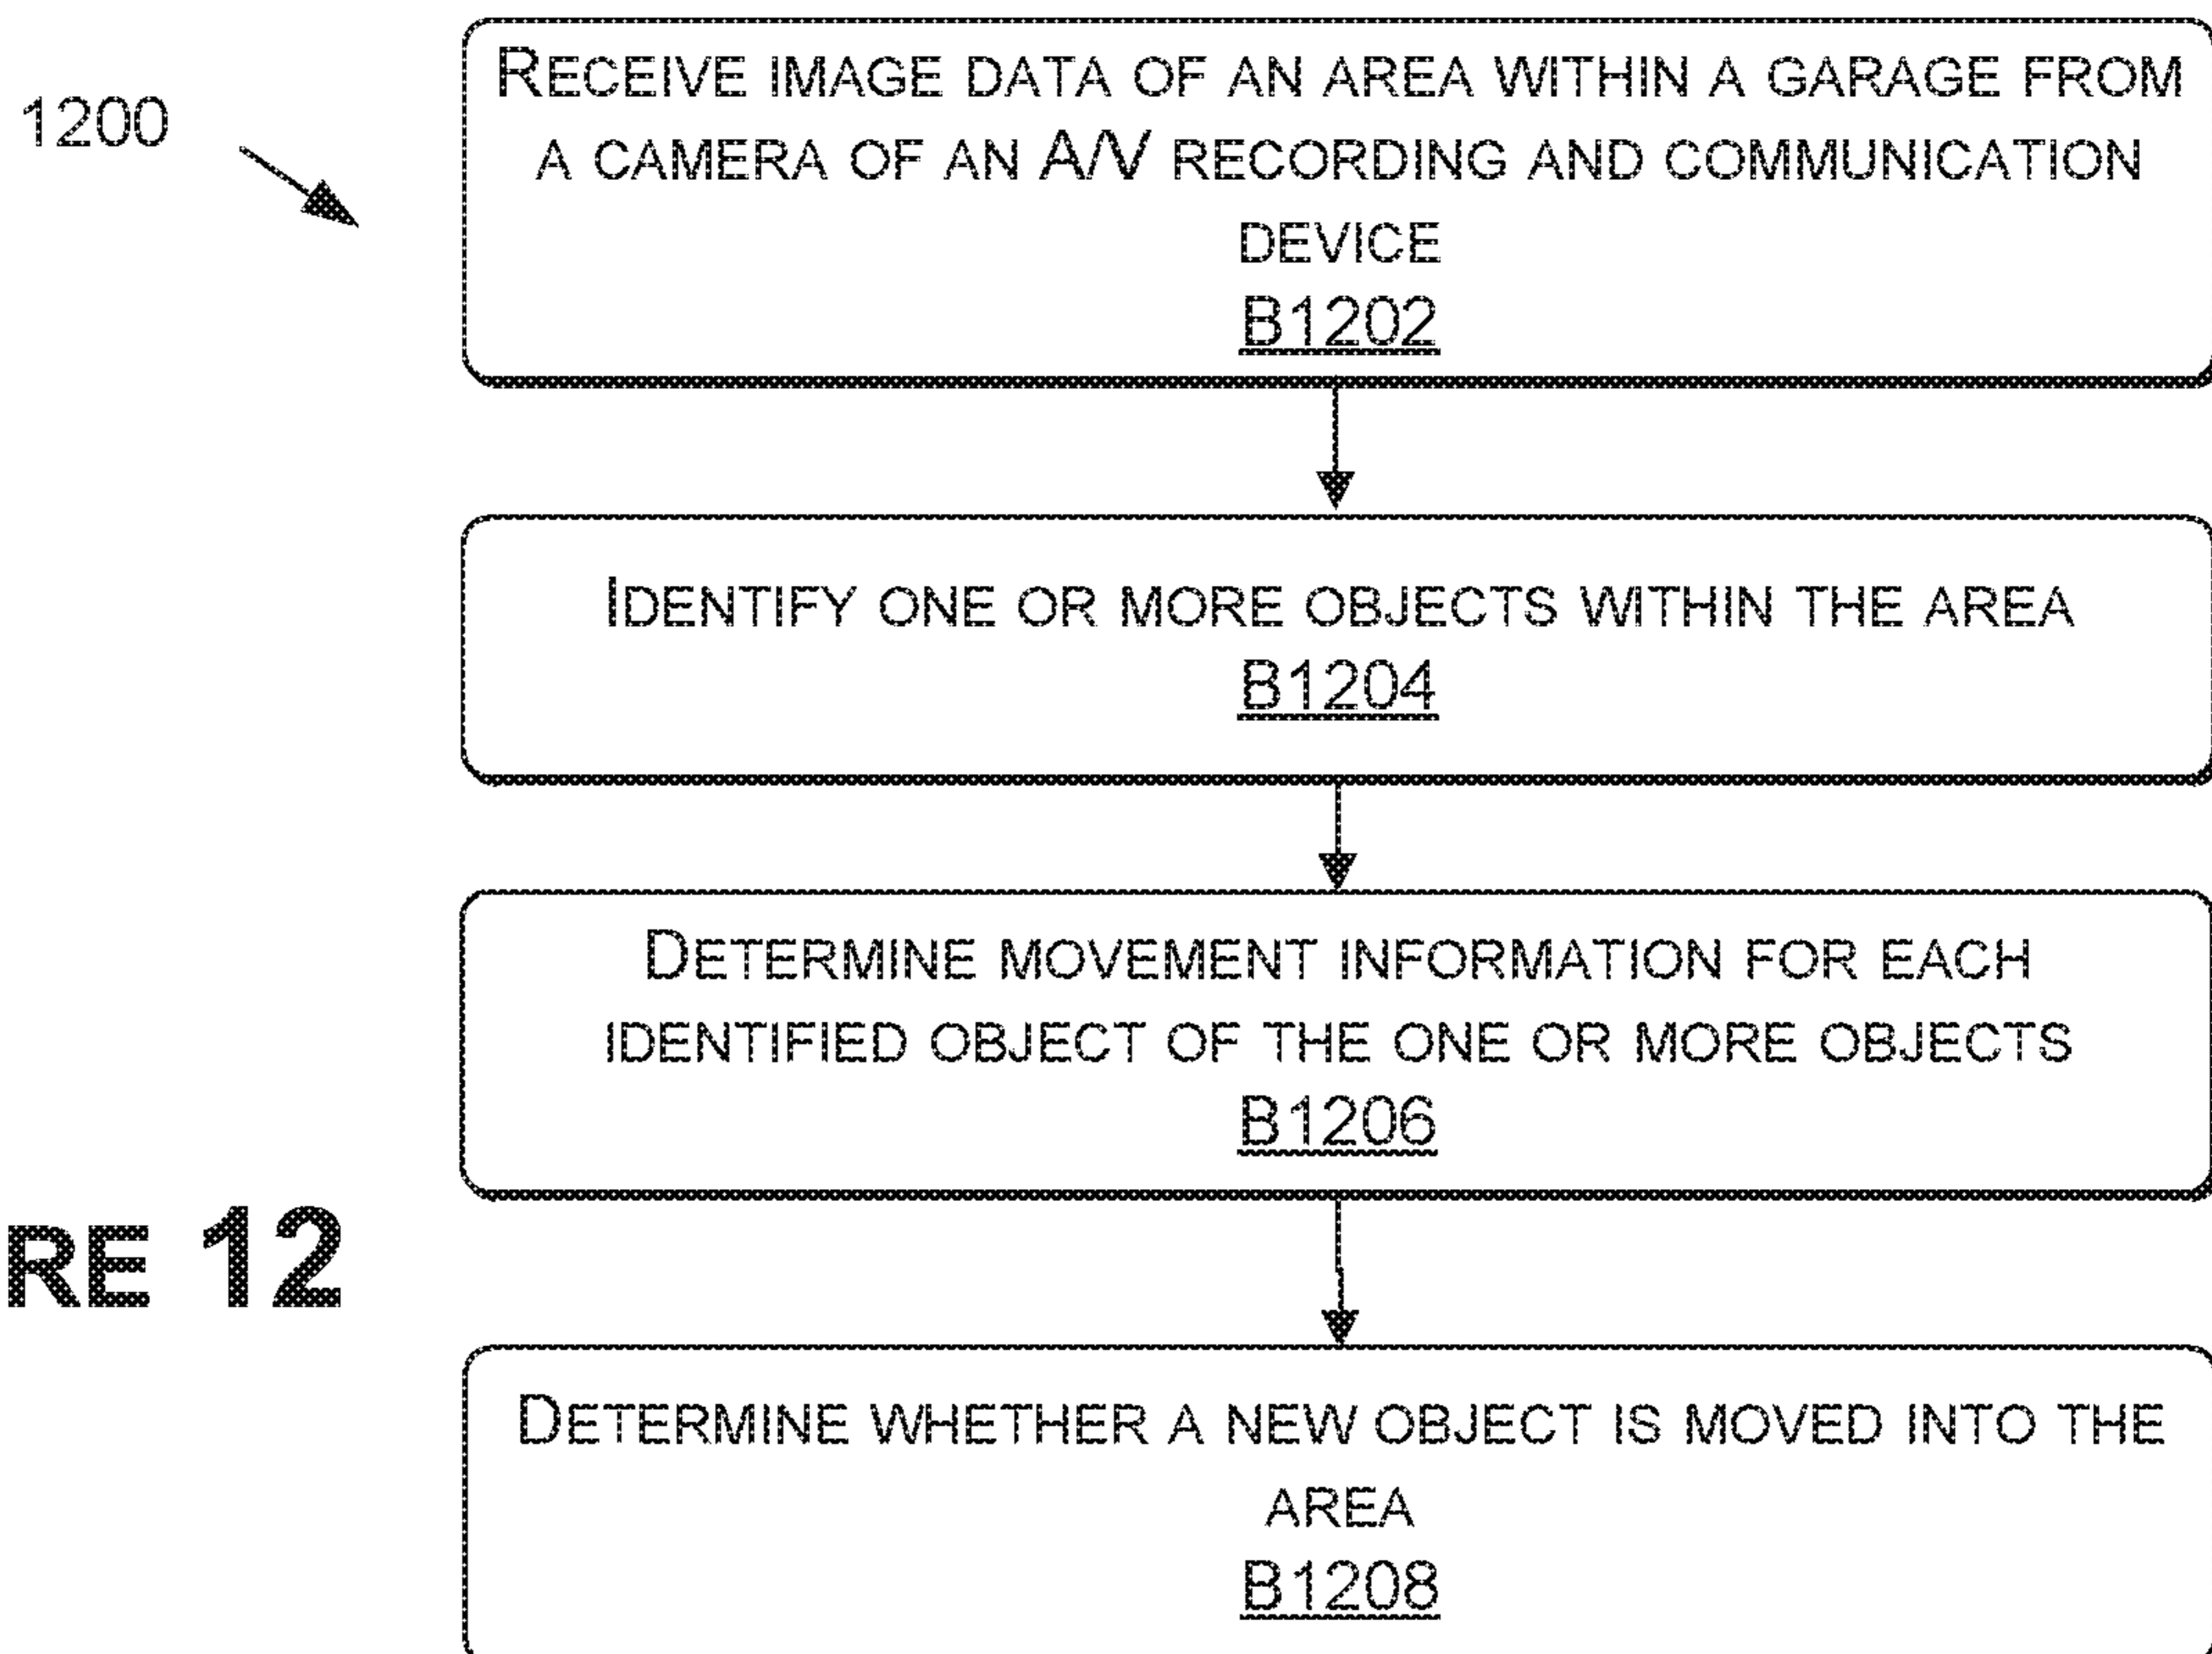 1200
RECEIVE IMAGE DATA OF AN AREA WITHIN A GARAGE FROM
A CAMERA OF AN A/V RECORDING AND COMMUNICATION
DEVICE
B1202
IDENTIFY ONE OR MORE OBJECTS WITHIN THE AREA
B1204
DETERMINE MOVEMENT INFORMATION FOR EACH
IDENTIFIED OBJECT OF THE ONE OR MORE OBJECTS
B1206
RE 12
DETERMINE WHETHER A NEW OBJECT IS MOVED INTO THE
AREA
B1208